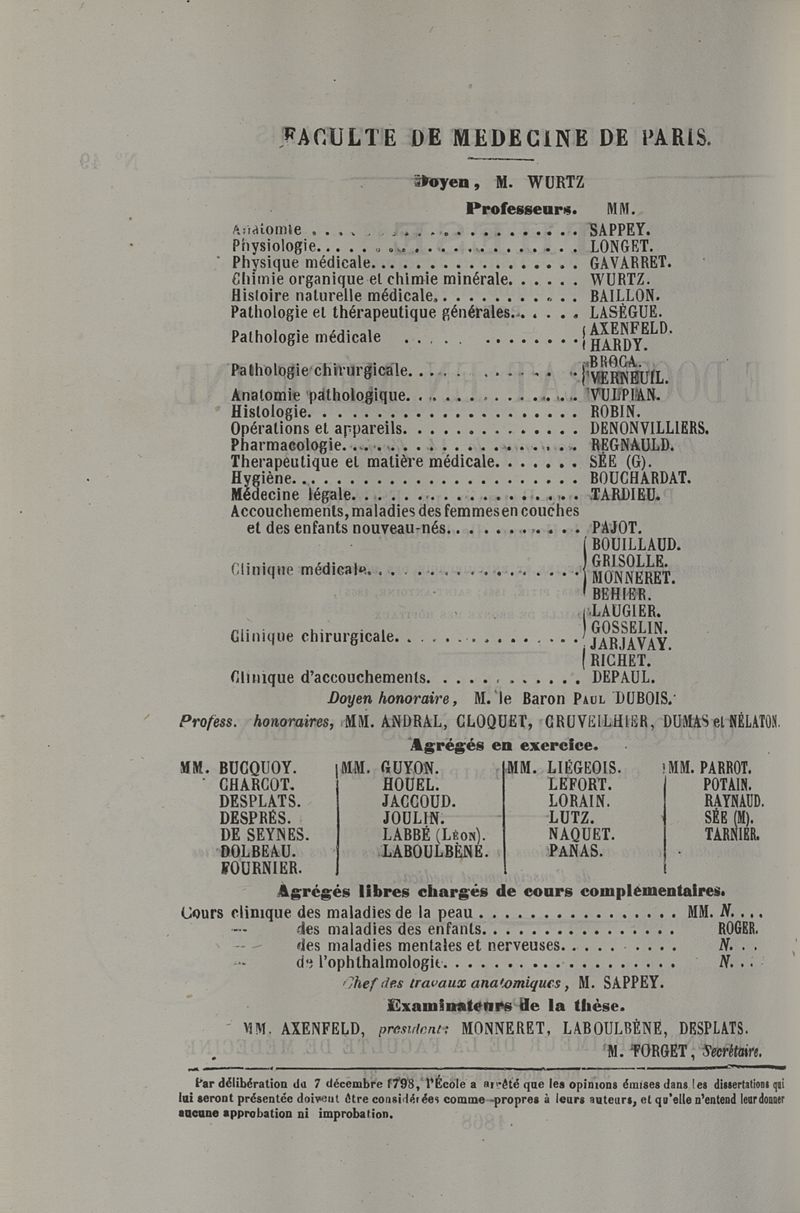 FACULTE DE MEDECINE DE PARIS.
Doyen, M. WURTZ
Professeurs. MM.
Anatomie . . . . . . . . . . . . . . . . SAPPEY.
Physiologie. . . . . . . . . . . . . . . . LONGET.
Physique médicale. . . . . . . . . . . . . . . . GAVARRET.
Chimie organique et chimie minérale. . . . . . WURTZ.
Histoire naturelle médicale. . . . . . . . . . . BAILLON.
Pathologie et thérapeutique générales. . . . . . LASÈGUE.
Pathologie médicale . . . . . . . . . . . . . AXENFELD.
HARDY.
Pathologie chirurgicale. . . . . . . . . . . . BROCA.
VERNEUIL.
Anatomie pathologique. . . . . . . . . . . . . VULPIAN.
Histologie. . . . . . . . . . . . . . . . . . . ROBIN.
Opérations et appareils. . . . . . . . . . . . . DENONVILLIERS.
Pharmacologie. . . . . . . . . . . . . . . . . REGNAULD.
Therapeutique et matière médicale. . . . . . . SÉE (G).
Hygiène. . . . . . . . . . . . . . . . . . . . BOUCHARDAT.
Médecine légale. . . . . . . . . . . . . . . . TARDIEU.
Accouchements, maladies des femmes en couches
et des enfants nouveau-nés. . . . . . . . . . . PAJOT.
BOUILLAUD.
Clinique médicale. . . . . . . . . . . . . . . GRISOLLE.
MONNERET.
BEHIER.
LAUGIER.
Clinique chirurgicale. . . . . . . . . . . . . . GOSSELIN.
JARJAVAY.
RICHET.
Clinique d'accouchements. . . . . . . . . . . . DEPAUL.
Doyen honoraire, M. le Baron PAUL DUBOIS.
Profess. honoraires, MM. ANDRAL, CLOQUET, CRUVEILHIER, DUMAS et NÉLATON.
Agrégés en exercice.
MM. BUCQUOY. MM. GUYON. MM. LIÉGEOIS. MM. PARROT.
CHARCOT. HOUEL. LEFORT. POTAIN.
DESPLATS. JACCOUD. LORAIN. RAYNAUD.
DESPRÉS. JOULIN. LUTZ. SÉE (M).
DE SEYNES. LABBÉ (LÉON). NAQUET. TARNIER.
DOLBEAU. LABOULBÈNE. PANAS.
FOURNIER.
Agrégés libres chargés de cours complémentaires.
Cours clinique des maladies de la peau . . . . . . . . . . . . . . . . MM. N. . . .
— des maladies des enfants. . . . . . . . . . . . . . . . ROGER.
— des maladies mentales et nerveuses. . . . . . . . . . N. . .
— de l'ophthalmologie. . . . . . . . . . . . . . . . . . N. . .
Chef des travaux anatomiques, M. SAPPEY.
Examinateurs de la thèse.
MM. AXENFELD, president; MONNERET, LABOULBÈNE, DESPLATS.
M. FORGET, Secrétaire.
Par délibération du 7 décembre 1798, l'École a arrêté que les opinions émises dans les dissertations qui
lui seront présentée doivent être considérées comme propres à leurs auteurs, et qu'elle n'entend leur donner
aucune approbation ni improbation.